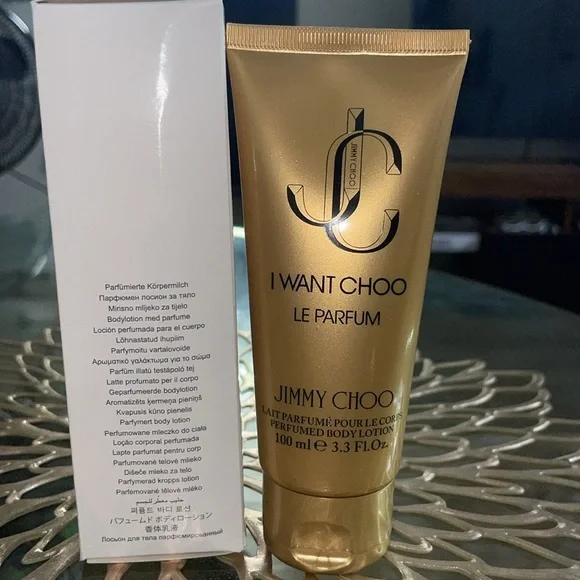 Parfümierte Körpermilch
Парфюмен лосион за тяло
Mirisno mlijeko za tijelo
Bodylotion med parfume
Loción perfumada para el cuerpo
Lõhnastatud ihupiim
Parfymoitu vartalovoide
Αρωματικό γαλάκτωμα για το σώμα
Parfüm illatú testápoló tej
Latte profumato per il corpo
Geparfumeerde bodylotion
Aromatizēts ķermeņa pieniņš
Kvapusis kūno pienelis
Parfymert body lotion
Perfumowane mleczko do ciała
Loção corporal perfumada
Lapte parfumat pentru corp
Parfumované telové mlieko
Dišeče mleko za telo
Parfymerad kropps lotion
Parfémované tělové mléko
حليب معطر للجسم
퍼퓸드 바디 로션
パフュームド ボディローション
香体乳液
Лосьон для тела парфюмированный
JIMMY CHOO
I WANT CHOO
LE PARFUM
JIMMY CHOO
LAIT PARFUMÉ POUR LE CORPS
PERFUMED BODY LOTION
100 ml ℮ 3.3 Fl.Oz.